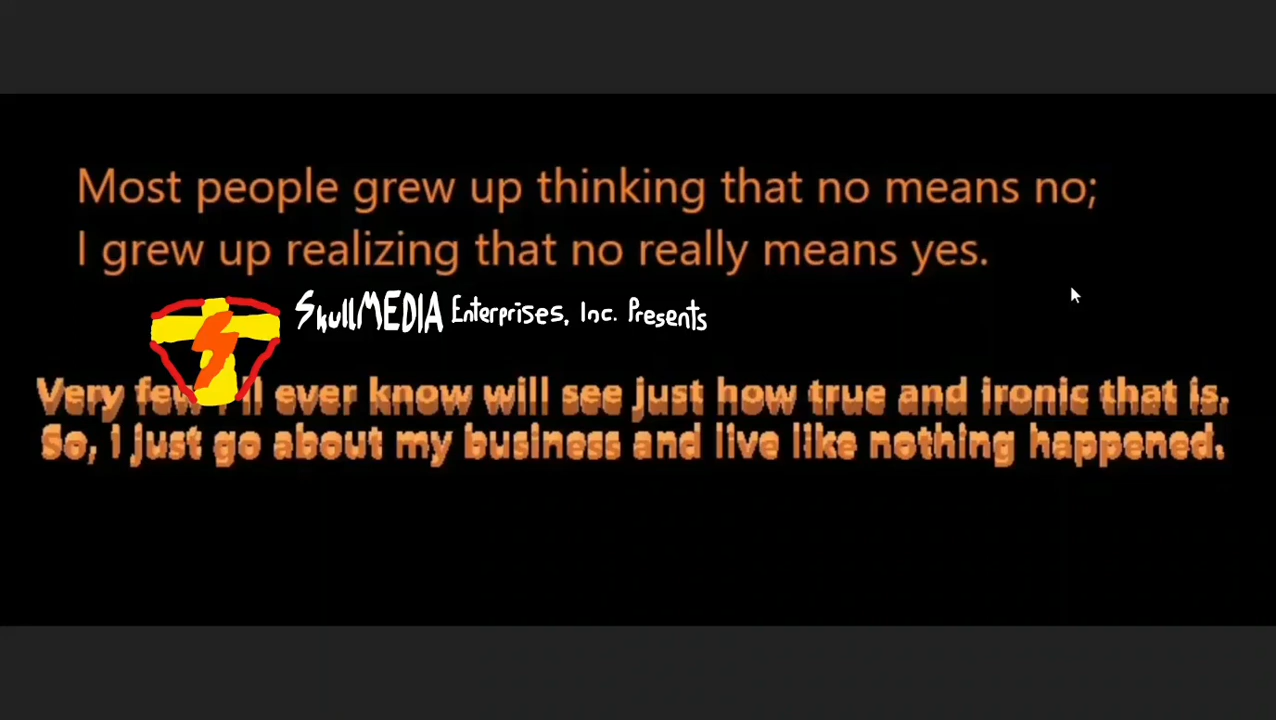 Most people grew up thinking that no means no;
I grew up realizing that no really means yes.
SkullMEDIA Enterprises, Inc. Presents
Very few ever know will see just how true and ironic that is.
So, I just go about my business and live like nothing happened.